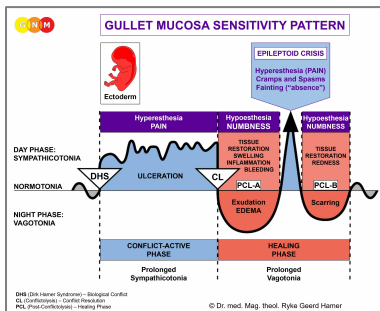 GNM
GULLET MUCOSA SENSITIVITY PATTERN
EPILEPTOID CRISIS
Hyperesthesia (PAIN)
Cramps and Spasms
Fainting ("absence")
Ectoderm
Hyperesthesia
PAIN
Hypoesthesia
NUMBNESS
Hypoesthesia
NUMBNESS
DAY PHASE:
SYMPATHICOTONIA
TISSUE
RESTORATION
SWELLING
INFLAMMATION
BLEEDING
TISSUE
RESTORATION
REDNESS
DHS
ULCERATION
CL
PCL-A
PCL-B
NORMOTONIA
NIGHT PHASE:
VAGOTONIA
Exudation
EDEMA
Scarring
CONFLICT-ACTIVE
PHASE
HEALING
PHASE
Prolonged
Sympathicotonia
Prolonged
Vagotonia
DHS (Dirk Hamer Syndrome) – Biological Conflict
CL (Conflictolysis) – Conflict Resolution
PCL (Post-Conflictolysis) – Healing Phase
© Dr. med. Mag. theol. Ryke Geerd Hamer